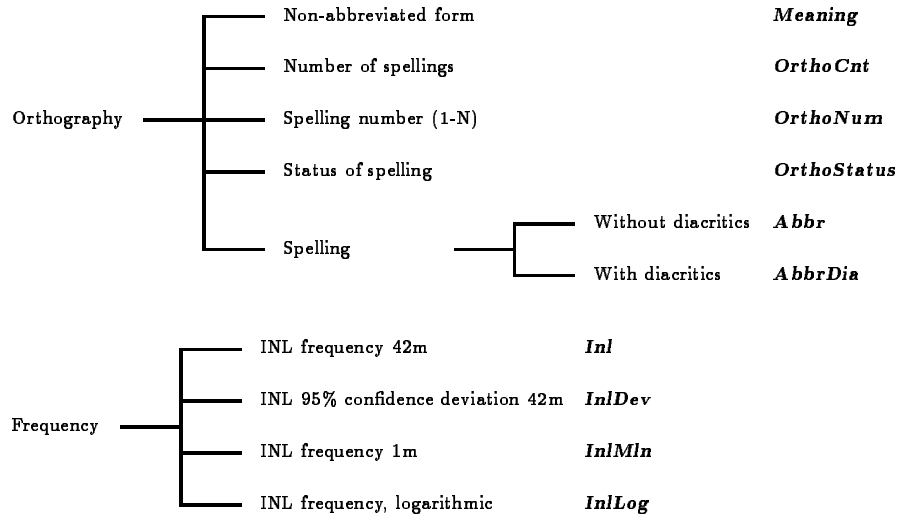 Non-abbreviated form Meaning
Number of spellings OrthoCnt
Orthography Spelling number (1-N) OrthoNum
Status of spelling OrthoStatus
Without diacritics Abbr
Spelling
With diacritics AbbrDia
INL frequency 42m Inl
INL 95% confidence deviation 42m InlDev
Frequency
INL frequency 1m InlMln
INL frequency, logarithmic InlLog